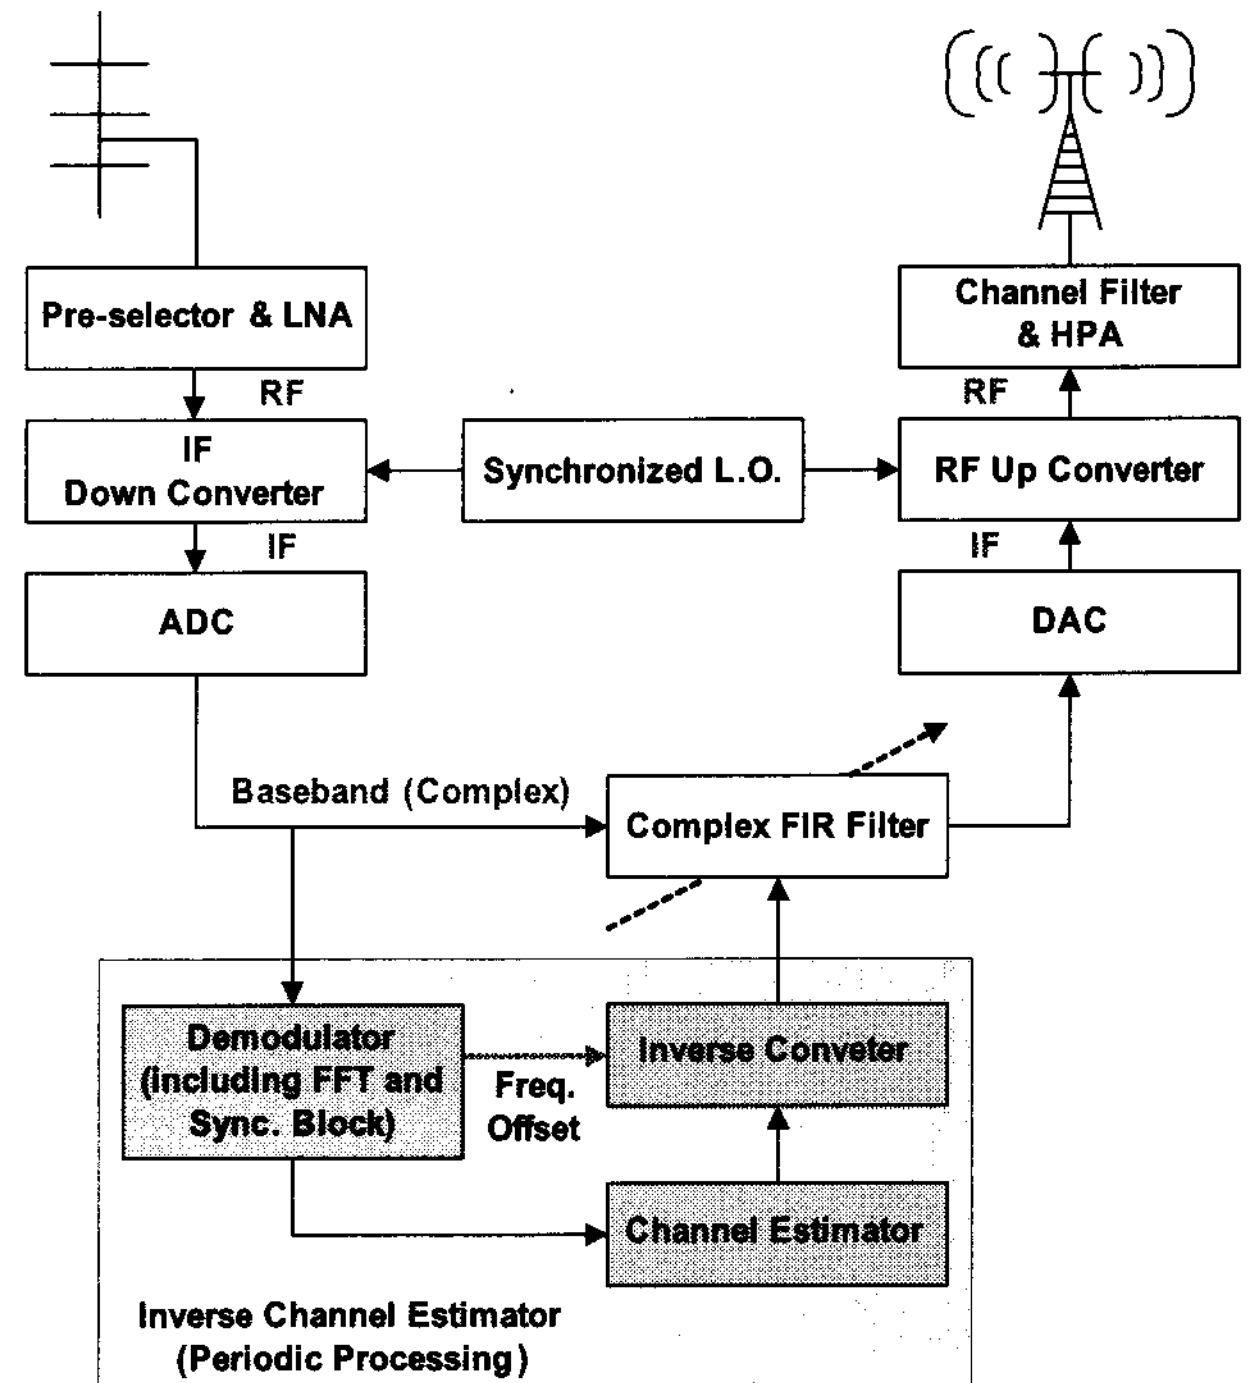 Pre-selector & LNA
Channel Filter
& HPA
RF
RF
IF
Down Converter
Synchronized L.O.
RF Up Converter
IF
IF
ADC
DAC
Baseband (Complex)
Complex FIR Filter
Demodulator
(including FFT and
Sync. Block)
Freq.
Offset
Inverse Conveter
Channel Estimator
Inverse Channel Estimator
(Periodic Processing)